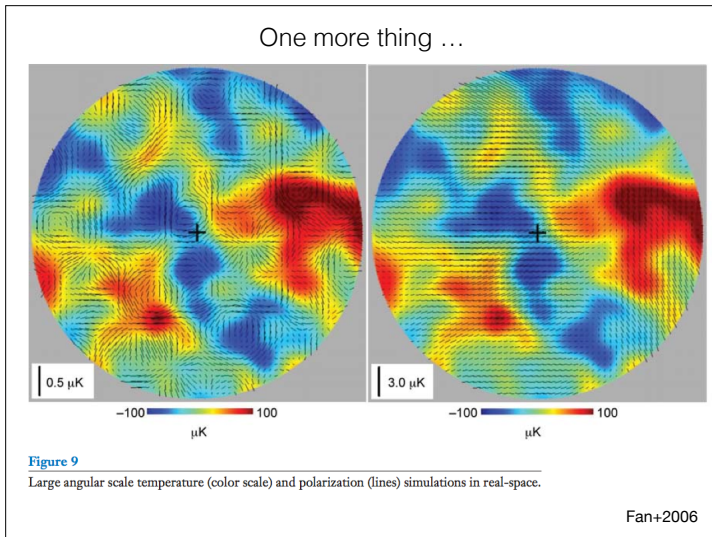 One more thing …
0.5 μK
3.0 μK
−100 100
−100 100
μK
μK
Figure 9
Large angular scale temperature (color scale) and polarization (lines) simulations in real-space.
Fan+2006